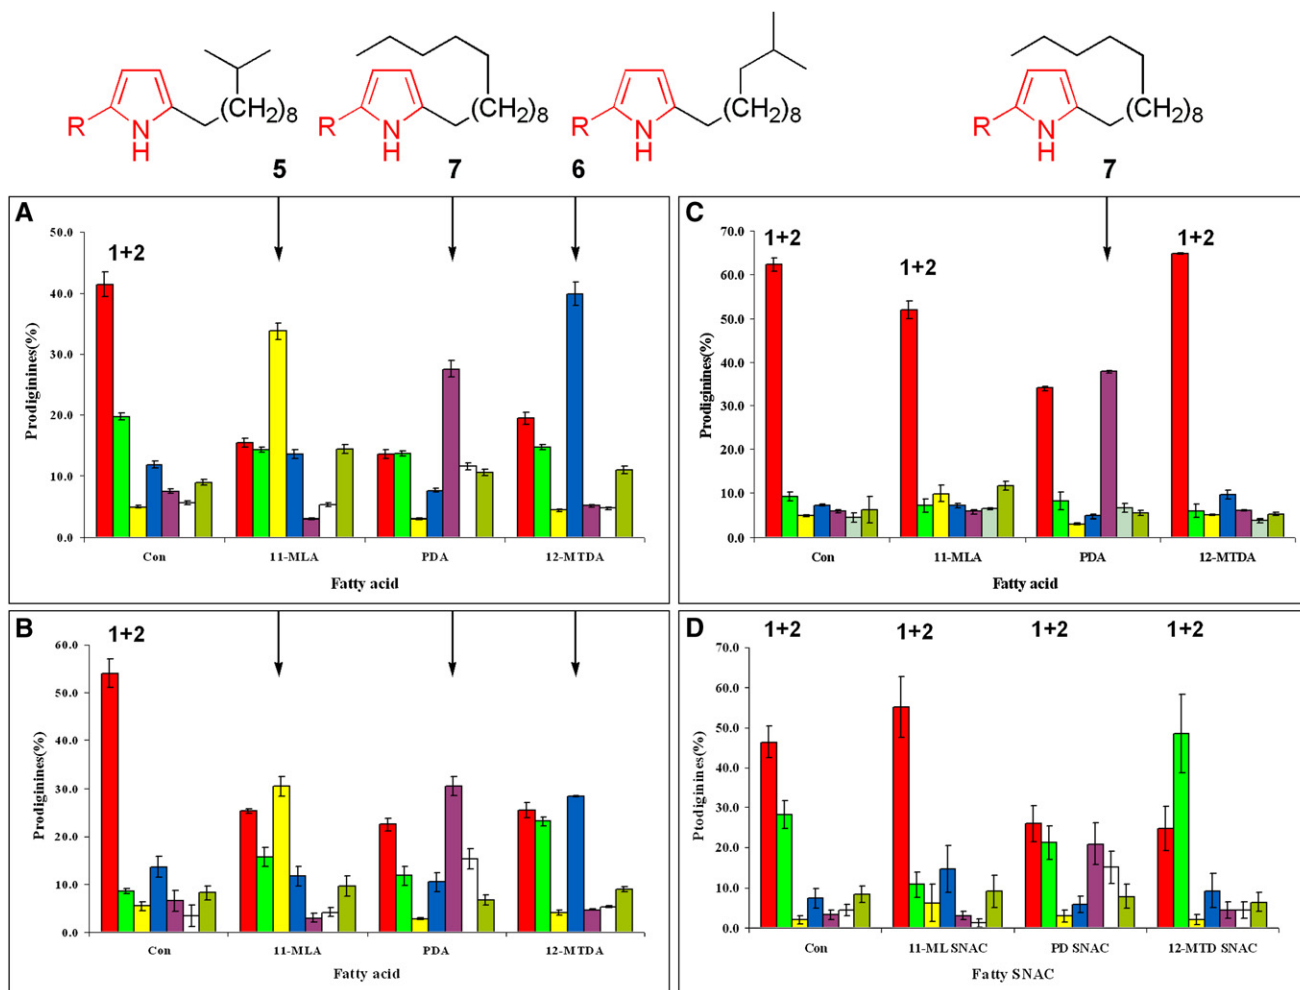 R N H (CH2)8 5
R N H (CH2)8 7
R N H (CH2)8 6
R N H (CH2)8 7
A
50.0
40.0
30.0
20.0
10.0
0.0
Prodiginines(%)
1+2
Con 11-MLA PDA 12-MTDA
Fatty acid
C
70.0
60.0
50.0
40.0
30.0
20.0
10.0
0.0
Prodiginines(%)
1+2 1+2 1+2
Con 11-MLA PDA 12-MTDA
Fatty acid
B
60.0
50.0
40.0
30.0
20.0
10.0
0.0
Prodiginines(%)
1+2
Con 11-MLA PDA 12-MTDA
Fatty acid
D
70.0
60.0
50.0
40.0
30.0
20.0
10.0
0.0
Ptodiginines(%)
1+2 1+2 1+2 1+2
Con 11-ML SNAC PD SNAC 12-MTD SNAC
Fatty SNAC